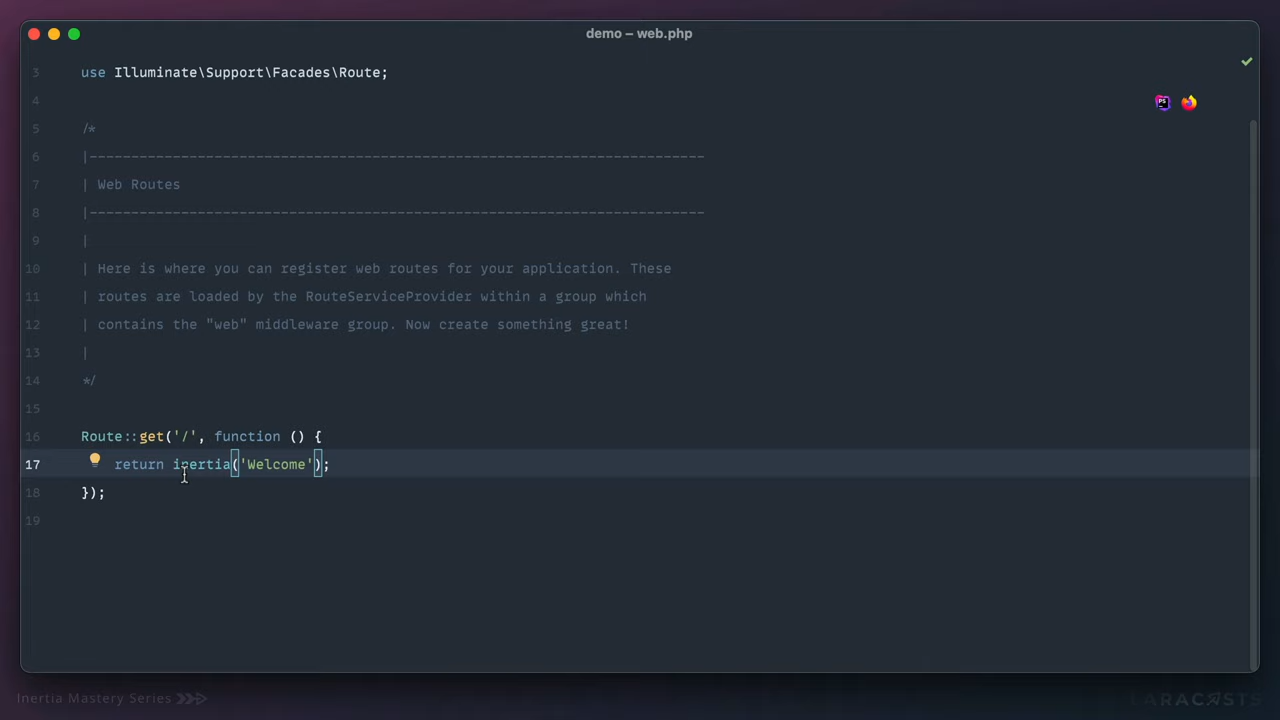 demo – web.php
3 use Illuminate\Support\Facades\Route;
4
5 /*
6 |--------------------------------------------------------------------------
7 | Web Routes
8 |--------------------------------------------------------------------------
9 |
10 | Here is where you can register web routes for your application. These
11 | routes are loaded by the RouteServiceProvider within a group which
12 | contains the "web" middleware group. Now create something great!
13 |
14 */
15
16 Route::get('/', function () {
17 return inertia('Welcome');
18 });
19
PS
Inertia Mastery Series
LARACASTS